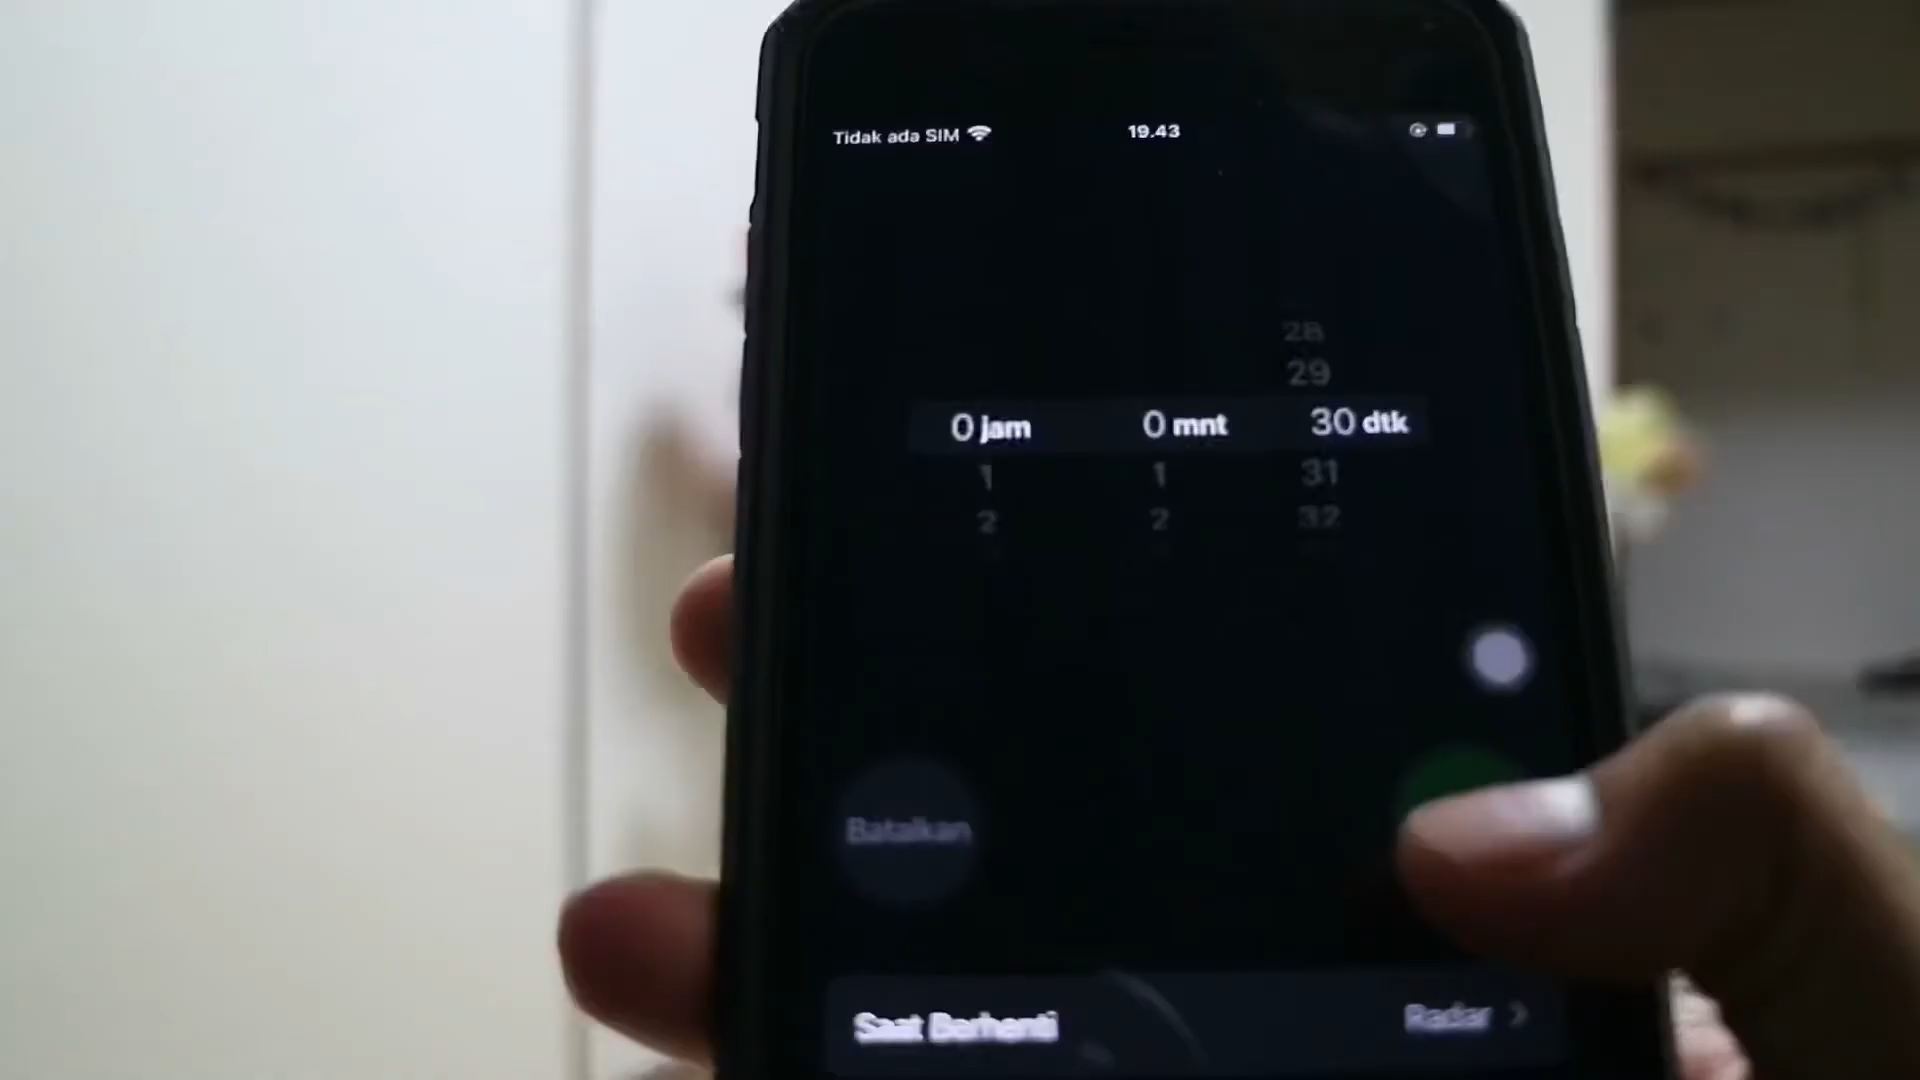 Tidak ada SIM 19.43
28
29
0 jam 0 mnt 30 dtk
1 1 31
2 2 32
Batalkan
Saat Berhenti Radar